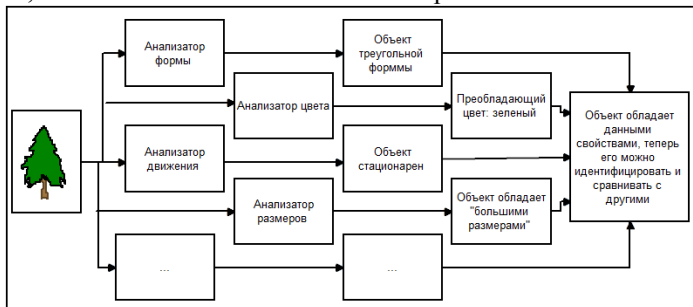 Анализатор
формы
Объект
треугольной
форммы
Анализатор цвета
Преобладающий
цвет: зеленый
Объект обладает
данными
свойствами, теперь
его можно
идентифицировать и
сравнивать с
другими
Анализатор
движения
Объект
стационарен
Анализатор
размеров
Объект обладает
"большими
размерами"
...
...